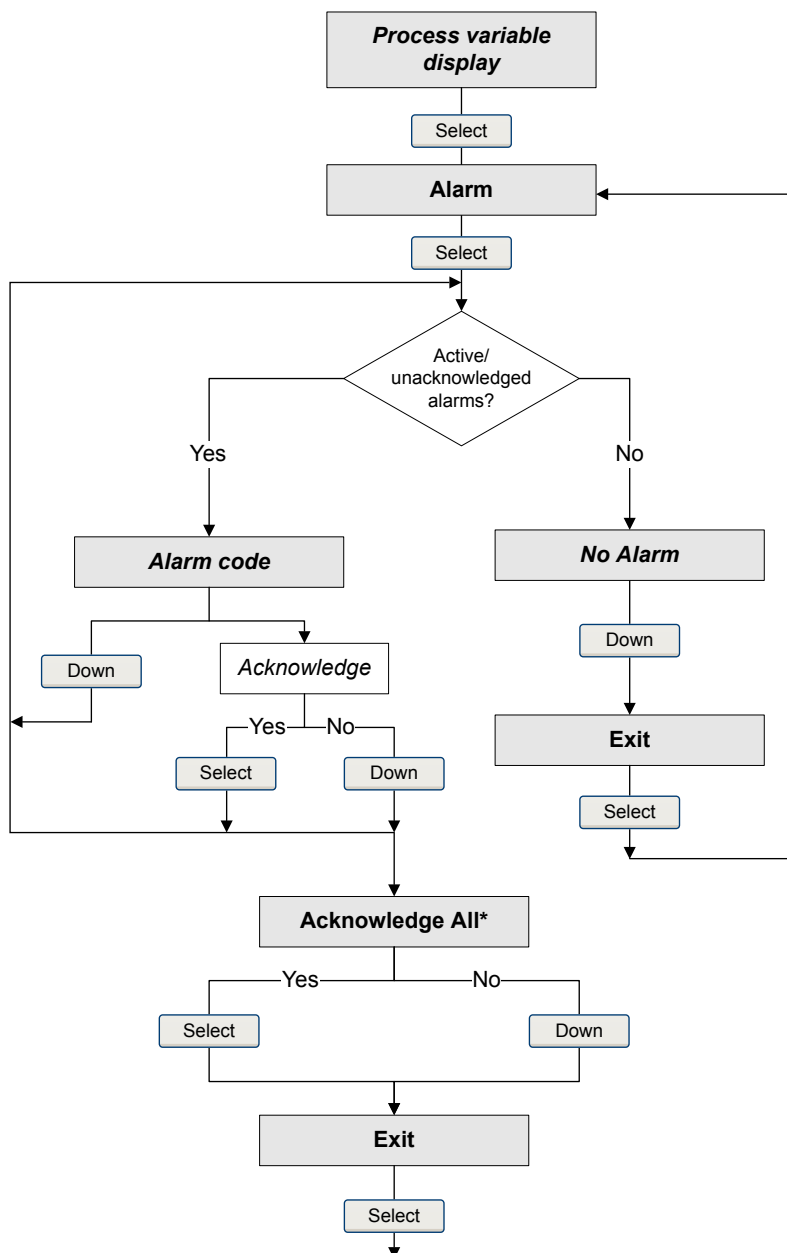 Process variable
display
Select
Alarm
Select
Active/
unacknowledged
alarms?
Yes
No
Alarm code
No Alarm
Down
Acknowledge
Down
Yes
No
Exit
Select
Down
Select
Acknowledge All*
Yes
No
Select
Down
Exit
Select